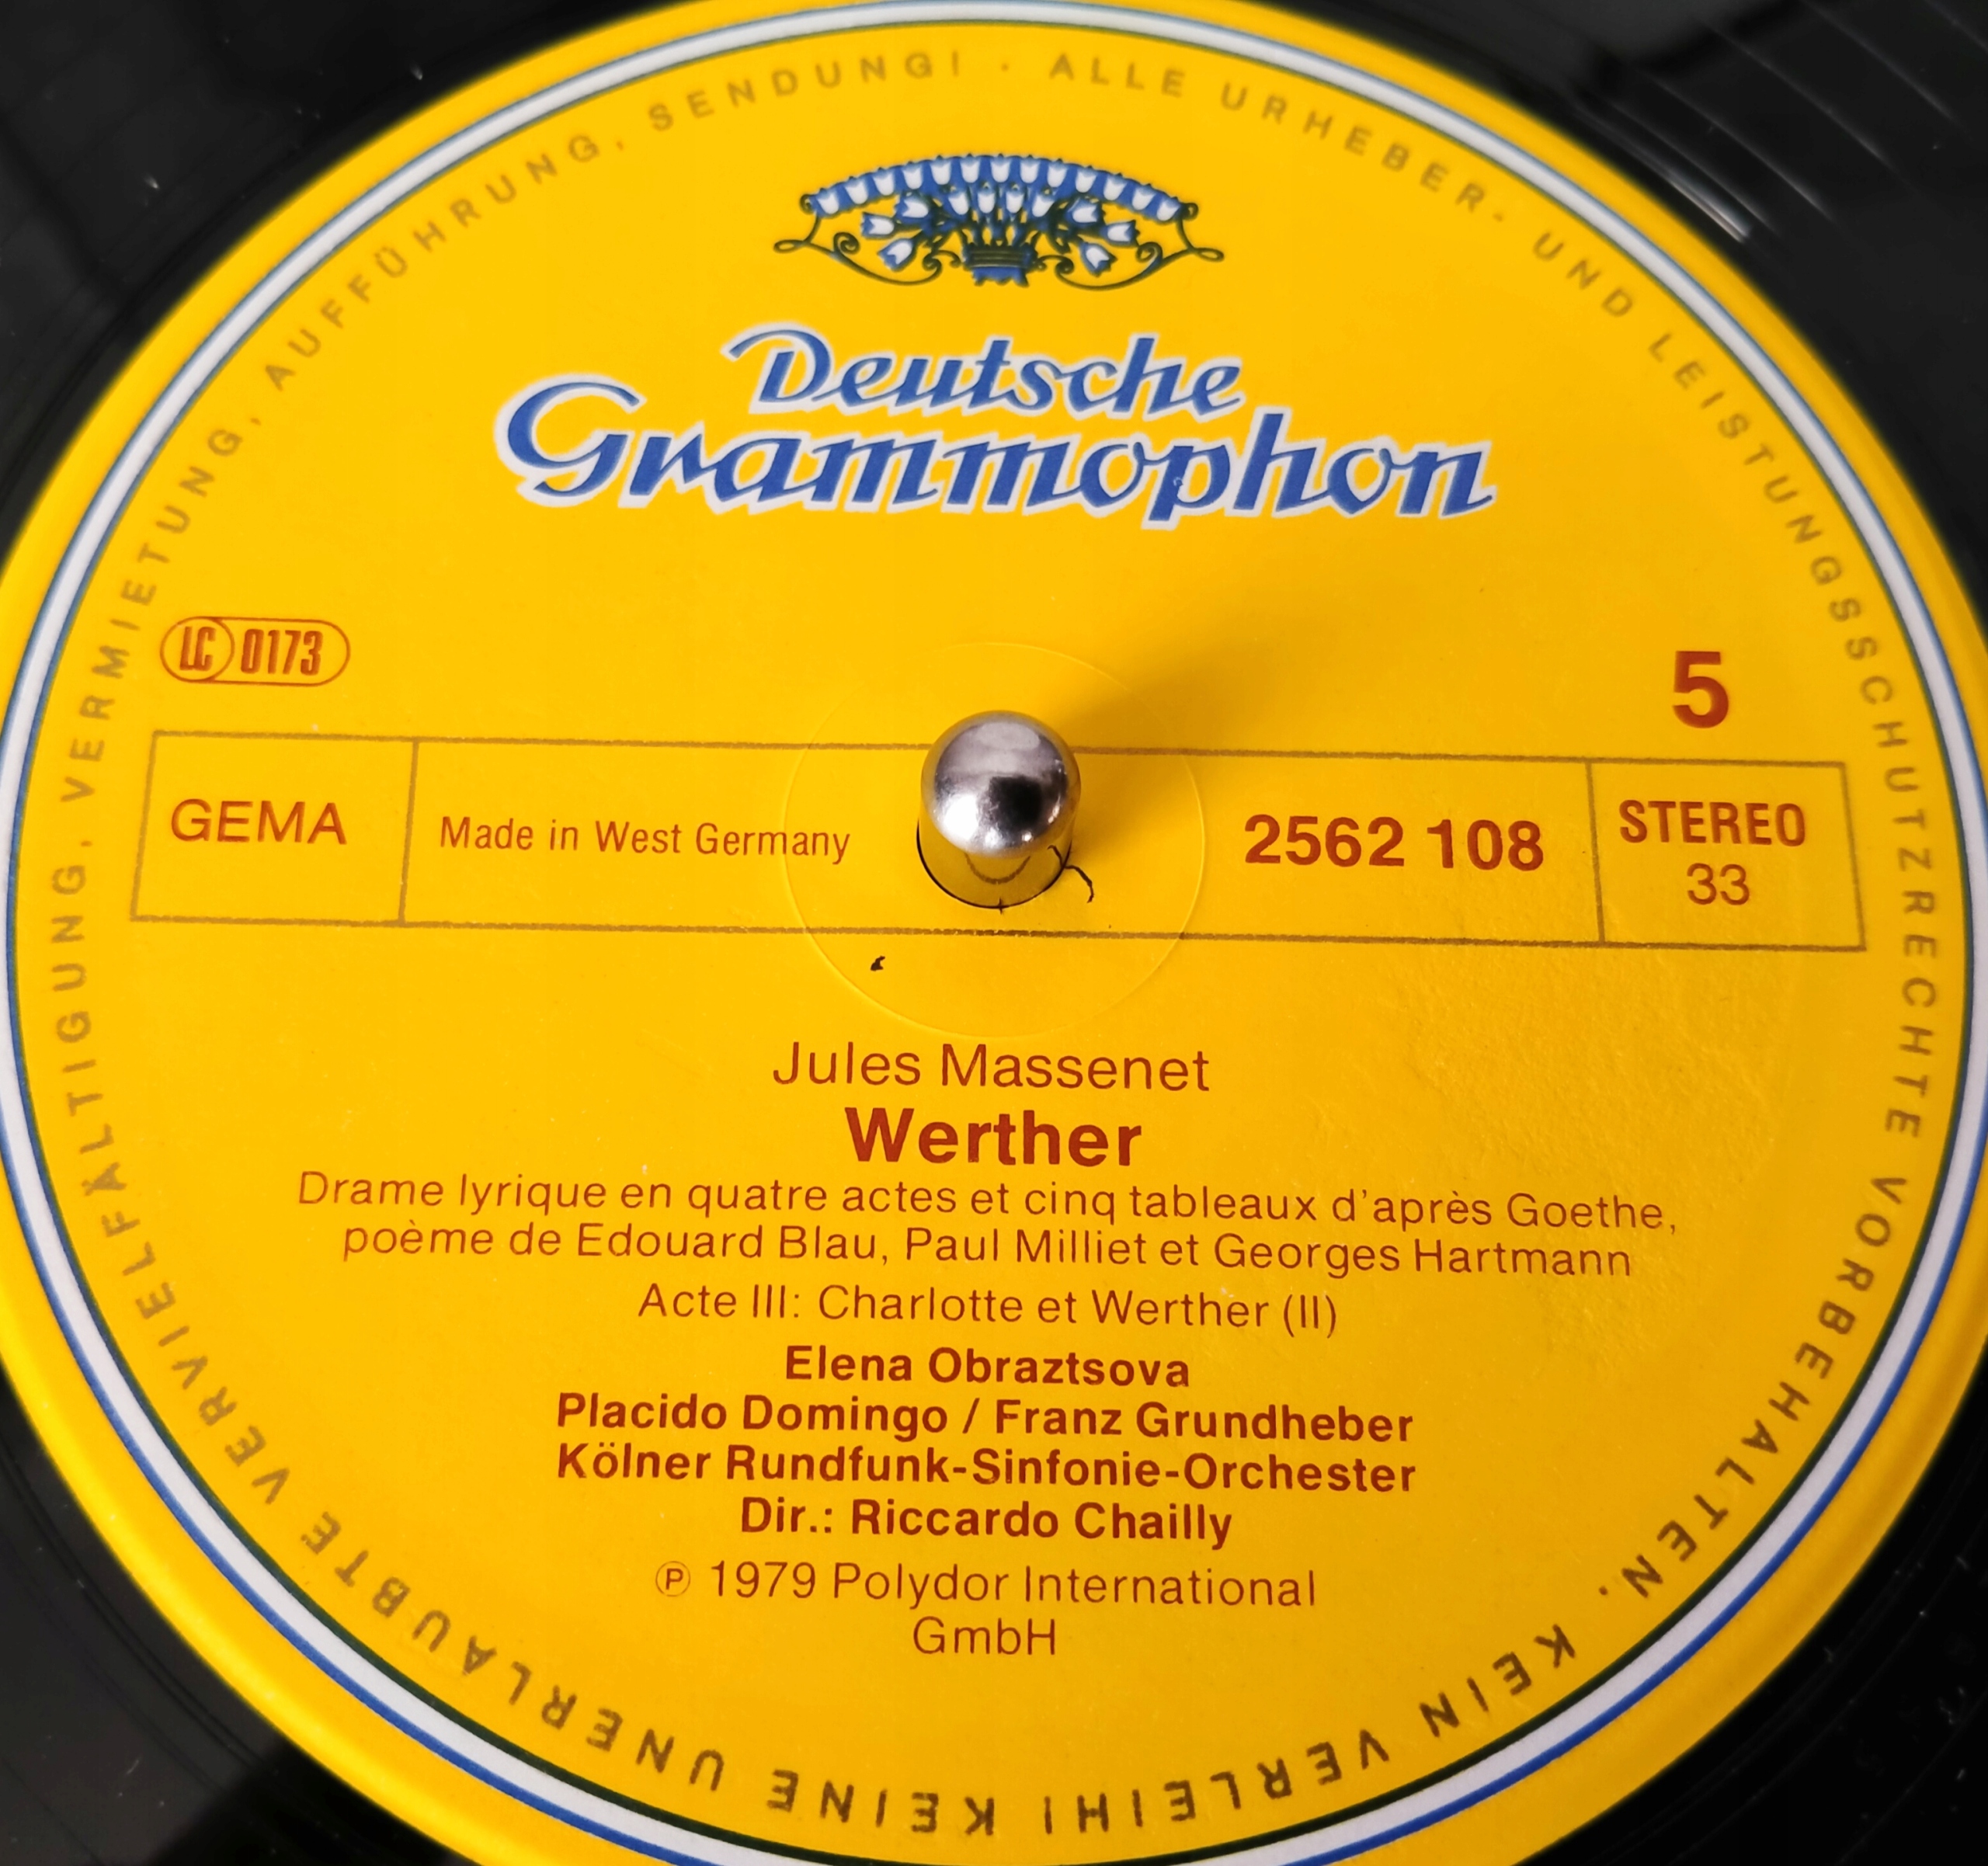 ALLE URHEBER- UND LEISTUNGSSCHUTZRECHTE VORBEHALTEN. KEIN VERLEIH! KEINE UNERLAUBTE VERVIELFÄLTIGUNG, VERMIETUNG, AUFFÜHRUNG, SENDUNG! ·
Deutsche
Grammophon
LC 0173
5
GEMA
Made in West Germany
2562 108
STEREO
33
Jules Massenet
Werther
Drame lyrique en quatre actes et cinq tableaux d'après Goethe,
poème de Edouard Blau, Paul Milliet et Georges Hartmann
Acte III: Charlotte et Werther (II)
Elena Obraztsova
Placido Domingo / Franz Grundheber
Kölner Rundfunk-Sinfonie-Orchester
Dir.: Riccardo Chailly
℗ 1979 Polydor International
GmbH